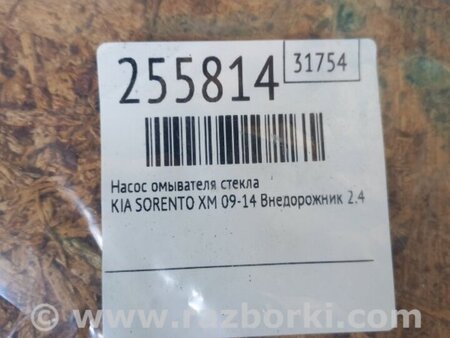 255814
31754
Насос омывателя стекла
KIA SORENTO XM 09-14 Внедорожник 2.4
© www.razborki.com